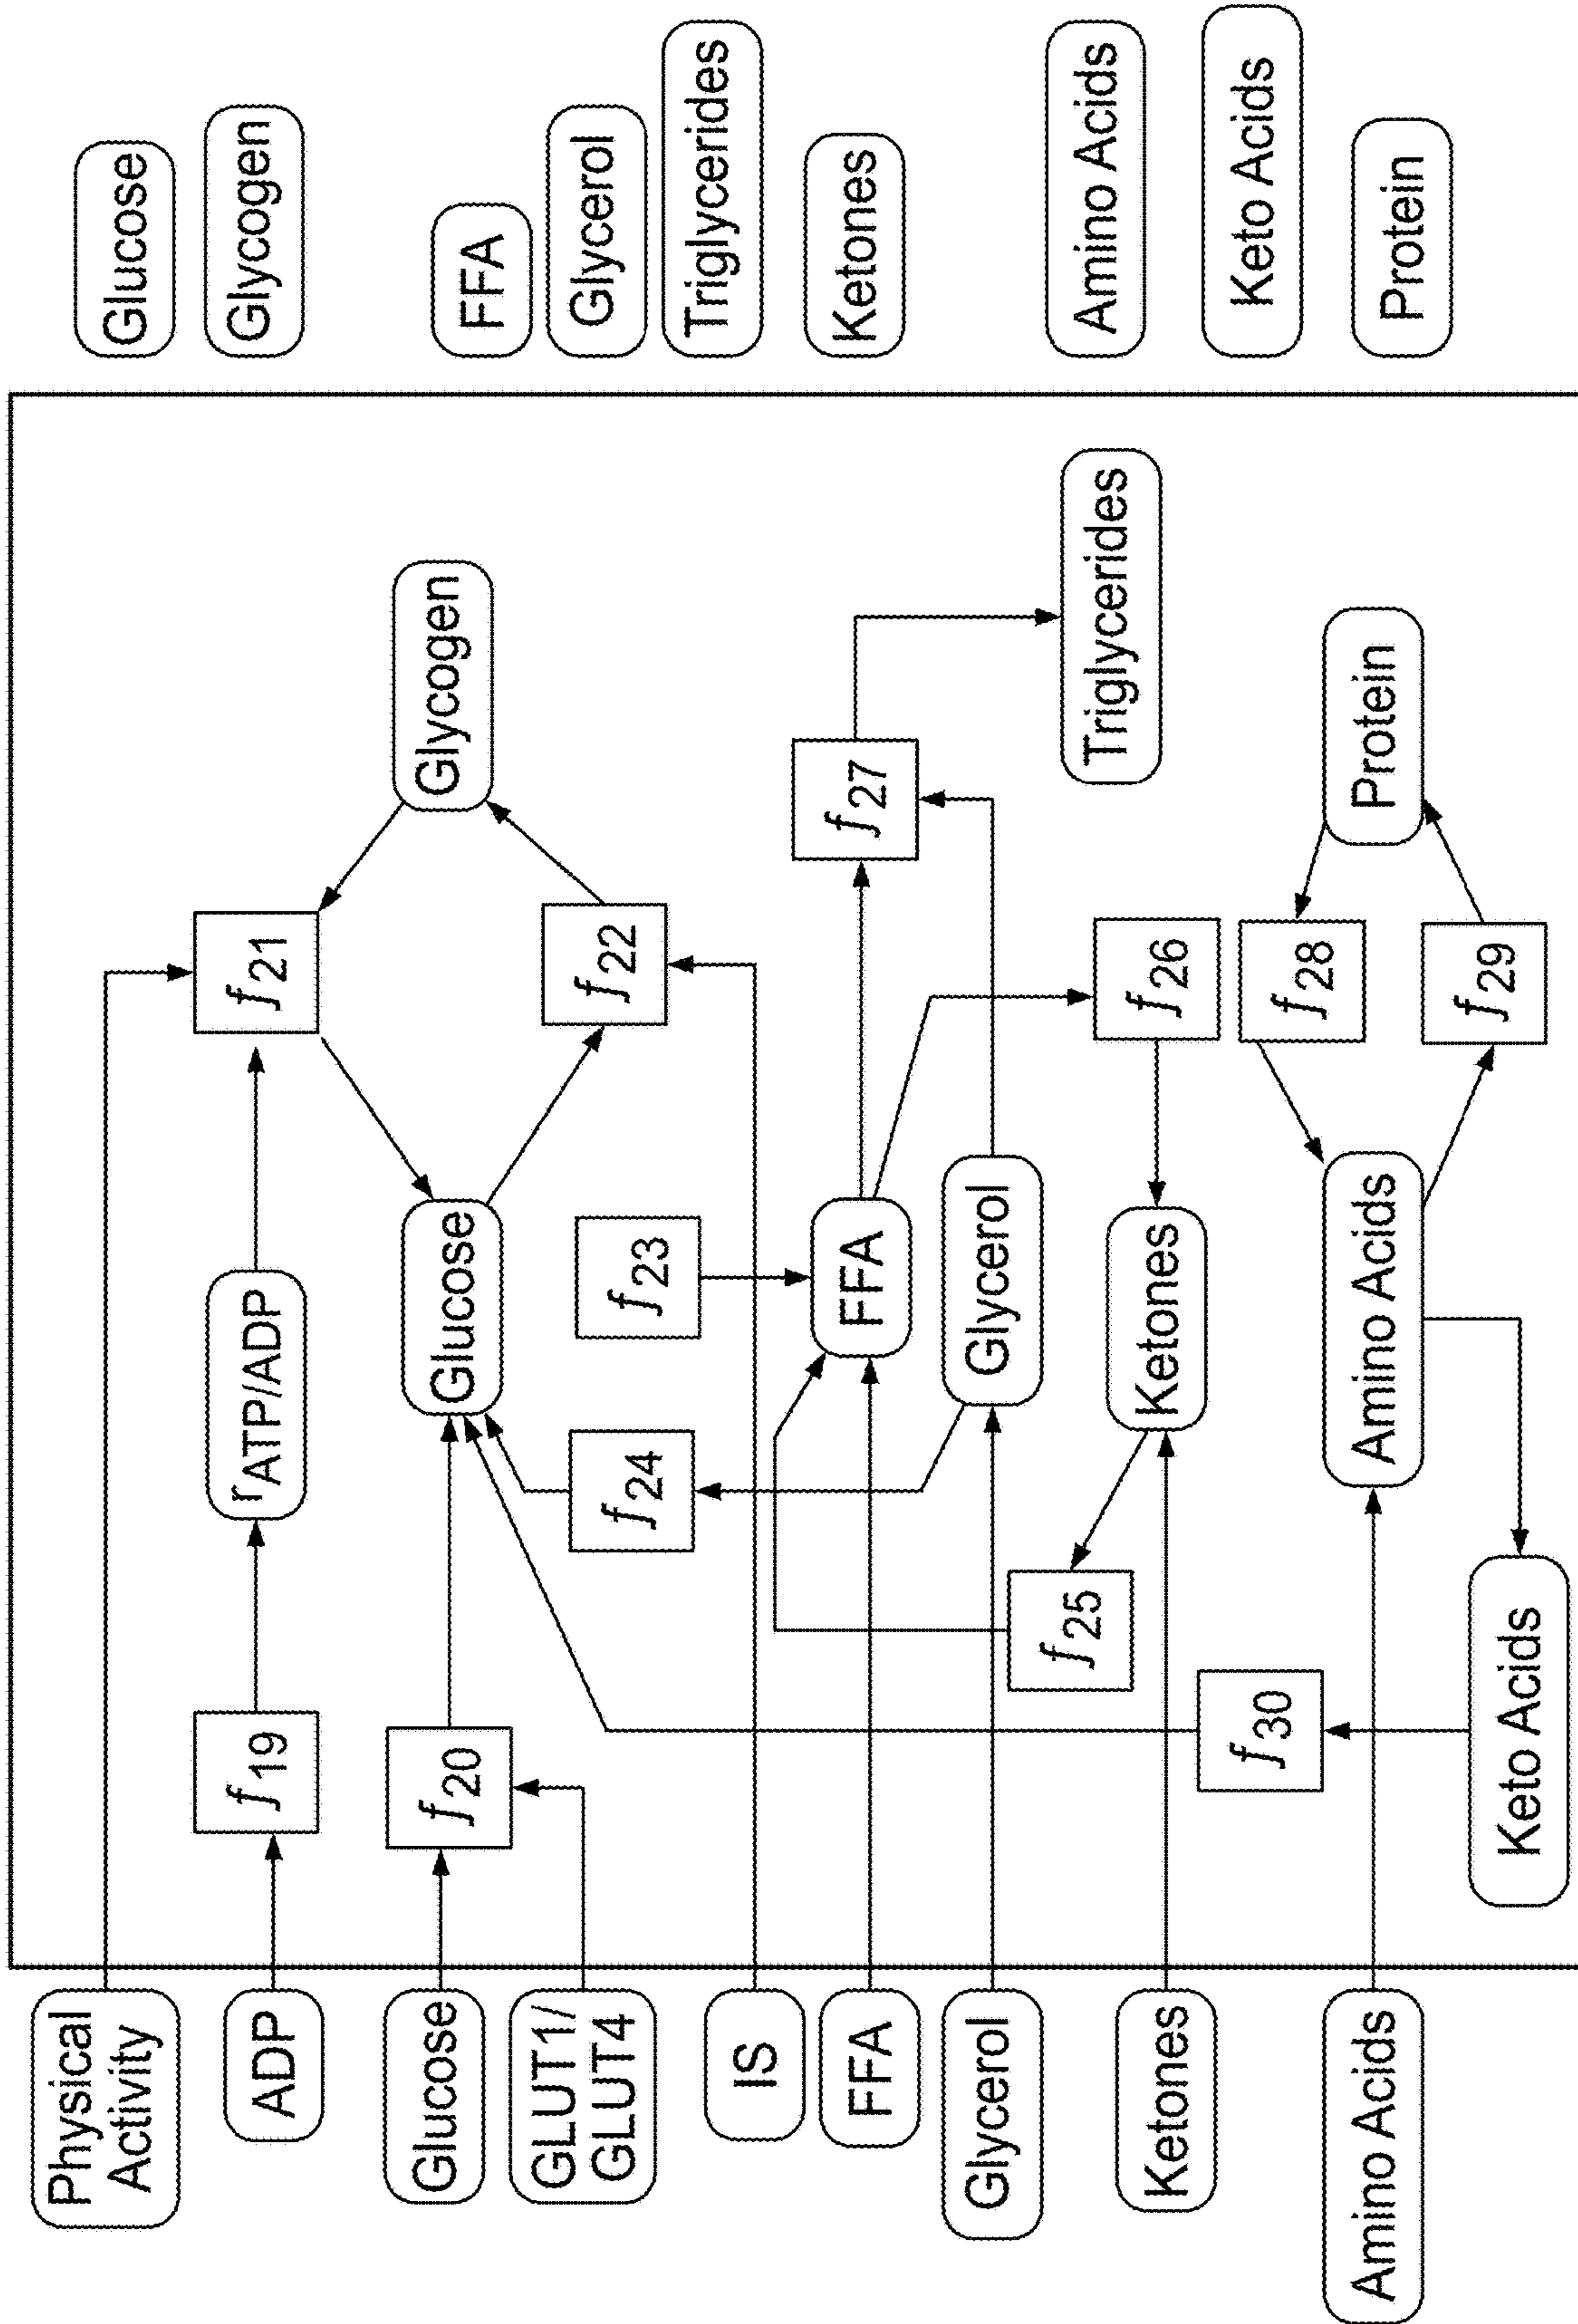 Physical
Activity
ADP
Glucose
GLUT1/
GLUT4
IS
FFA
Glycerol
Ketones
Amino Acids
f19
rATP/ADP
f21
f20
Glucose
Glycogen
f22
f24
f23
FFA
f27
Glycerol
Triglycerides
f25
Ketones
f26
f30
Amino Acids
f28
Protein
f29
Keto Acids
Glucose
Glycogen
FFA
Glycerol
Triglycerides
Ketones
Amino Acids
Keto Acids
Protein